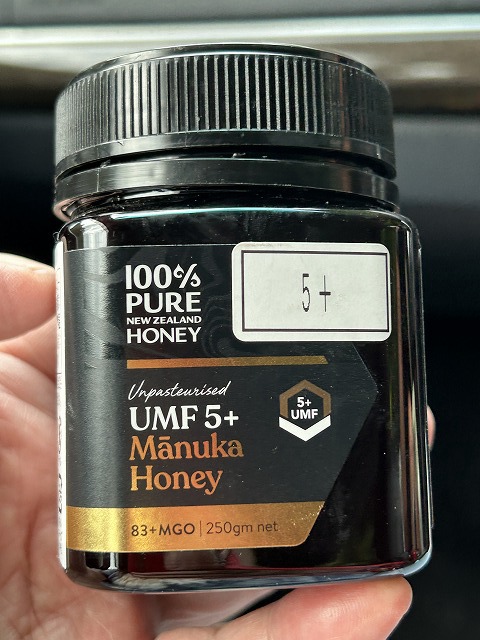 100%
PURE
NEW ZEALAND
HONEY
5+
Unpasteurised
UMF 5+
Mānuka
Honey
5+
UMF
83+MGO | 250gm net